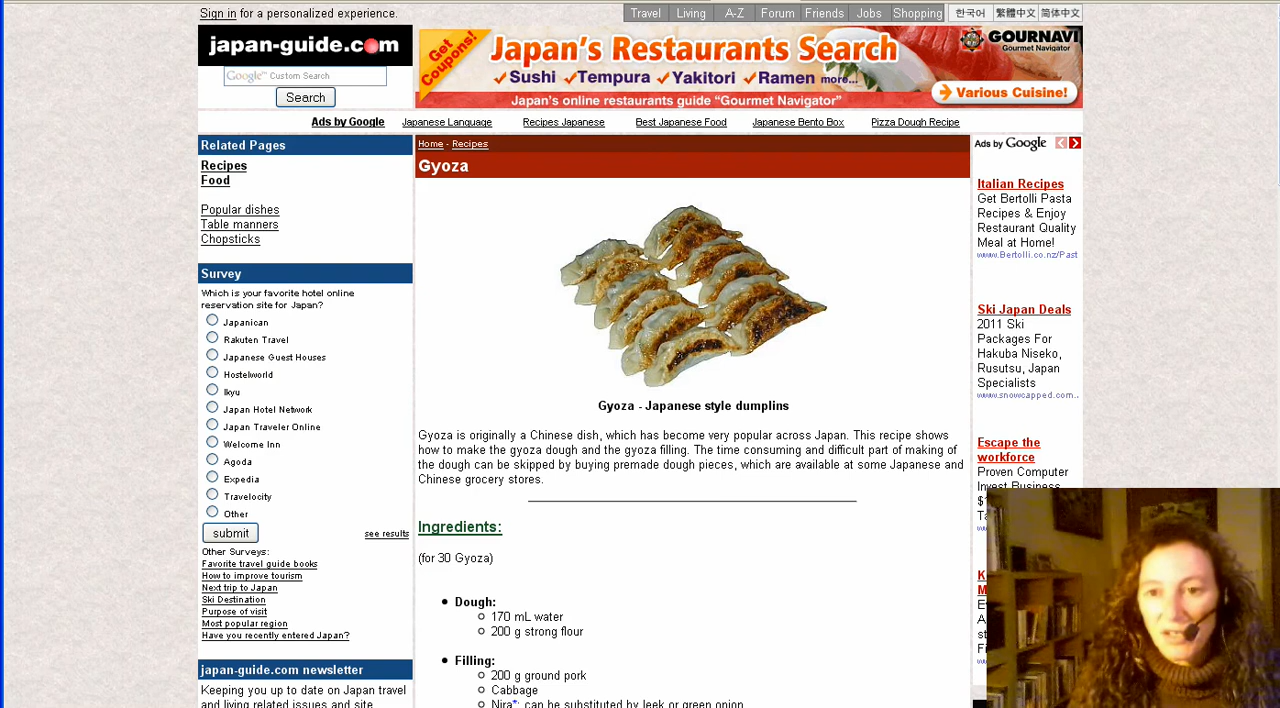 Sign in for a personalized experience.
Travel Living A-Z Forum Friends Jobs Shopping 한국어 繁體中文 简体中文
japan-guide.com
Google™ Custom Search
Search
Get Coupons!
Japan's Restaurants Search
Sushi Tempura Yakitori Ramen more...
Japan's online restaurants guide "Gourmet Navigator"
GOURNAVI
Gourmet Navigator
Various Cuisine!
Ads by Google Japanese Language Recipes Japanese Best Japanese Food Japanese Bento Box Pizza Dough Recipe
Related Pages
Recipes
Food
Popular dishes
Table manners
Chopsticks
Survey
Which is your favorite hotel online
reservation site for Japan?
Japanican
Rakuten Travel
Japanese Guest Houses
Hostelworld
Ikyu
Japan Hotel Network
Japan Traveler Online
Welcome Inn
Agoda
Expedia
Travelocity
Other
submit
see results
Other Surveys:
Favorite travel guide books
How to improve tourism
Next trip to Japan
Ski Destination
Purpose of visit
Most popular region
Have you recently entered Japan?
japan-guide.com newsletter
Keeping you up to date on Japan travel
and living related issues and site
Home - Recipes
Gyoza
Gyoza - Japanese style dumplins
Gyoza is originally a Chinese dish, which has become very popular across Japan. This recipe shows
how to make the gyoza dough and the gyoza filling. The time consuming and difficult part of making of
the dough can be skipped by buying premade dough pieces, which are available at some Japanese and
Chinese grocery stores.
Ingredients:
(for 30 Gyoza)
Dough:
170 mL water
200 g strong flour
Filling:
200 g ground pork
Cabbage
Nira*: can be substituted by leek or green onion
Ads by Google
Italian Recipes
Get Bertolli Pasta
Recipes & Enjoy
Restaurant Quality
Meal at Home!
www.Bertolli.co.nz/Past
Ski Japan Deals
2011 Ski
Packages For
Hakuba Niseko,
Rusutsu, Japan
Specialists
www.snowcapped.com..
Escape the
workforce
Proven Computer
Invest Business